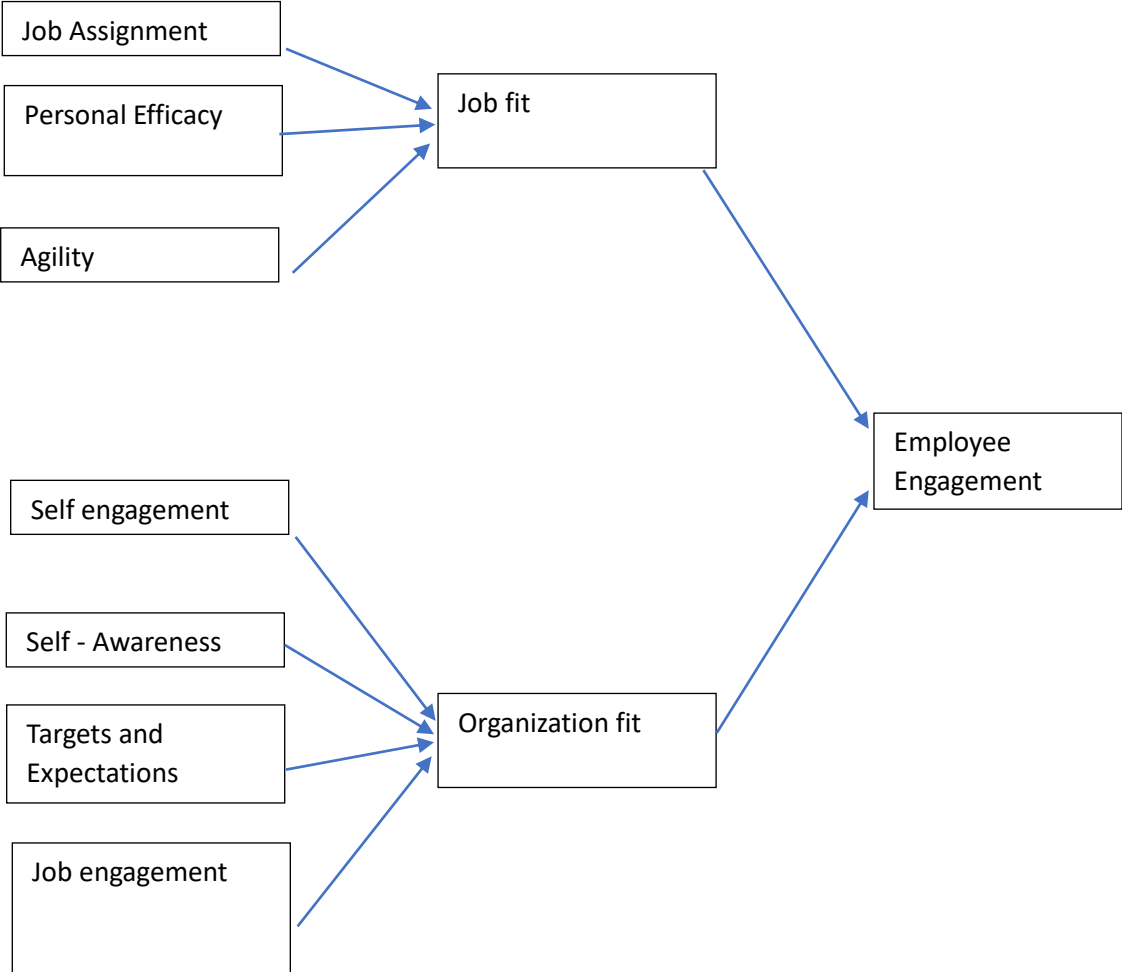 Job Assignment
Personal Efficacy
Agility
Job fit
Employee
Engagement
Self engagement
Self - Awareness
Targets and
Expectations
Job engagement
Organization fit